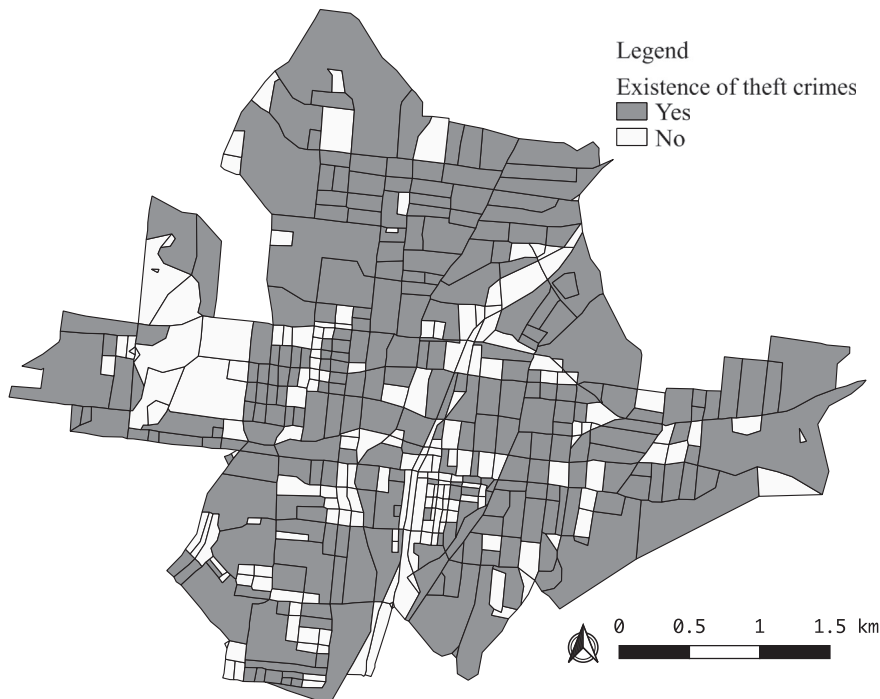 Legend
Existence of theft crimes
Yes
No
0 0.5 1 1.5 km